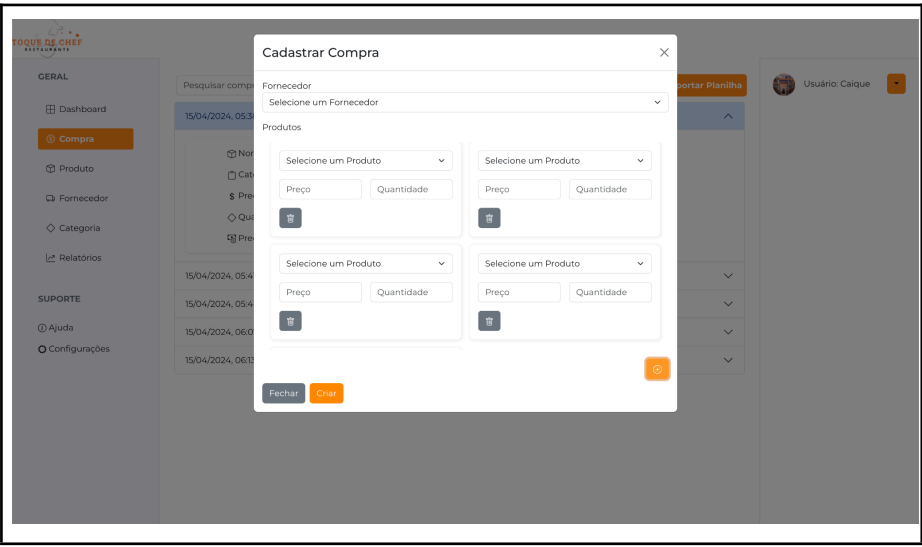 TOQUE DE CHEF
RESTAURANTE
GERAL
Dashboard
Compra
Produto
Fornecedor
Categoria
Relatórios
SUPORTE
Ajuda
Configurações
Pesquisar compr
portar Planilha
Usuário: Caique
15/04/2024, 05:3
Nor
Cat
Pre
Qua
Pre
15/04/2024, 05:4
15/04/2024, 05:4
15/04/2024, 06:0
15/04/2024, 06:13
Cadastrar Compra
Fornecedor
Selecione um Fornecedor
Produtos
Selecione um Produto
Selecione um Produto
Preço Quantidade
Preço Quantidade
Selecione um Produto
Selecione um Produto
Preço Quantidade
Preço Quantidade
Fechar Criar